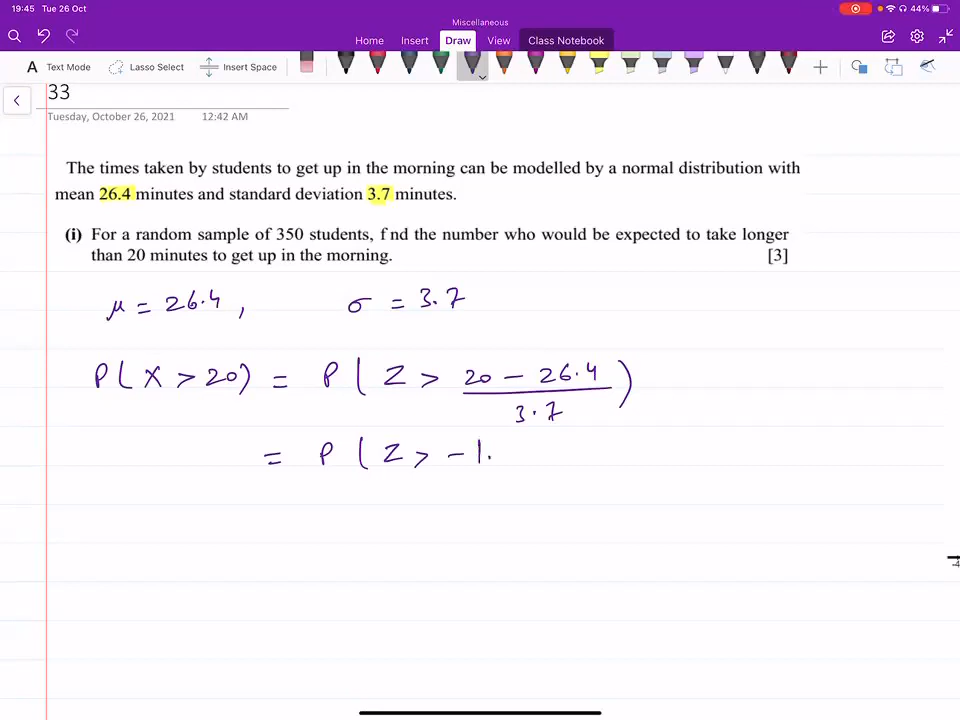 19:45 Tue 26 Oct
44%
Miscellaneous
Home Insert Draw View Class Notebook
A Text Mode Lasso Select Insert Space
33
Tuesday, October 26, 2021 12:42 AM
The times taken by students to get up in the morning can be modelled by a normal distribution with
mean 26.4 minutes and standard deviation 3.7 minutes.
(i) For a random sample of 350 students, f nd the number who would be expected to take longer
than 20 minutes to get up in the morning. [3]
μ = 26.4, σ = 3.7
P(X > 20) = P(Z > 20 - 26.4 / 3.7)
= P(Z > -1.